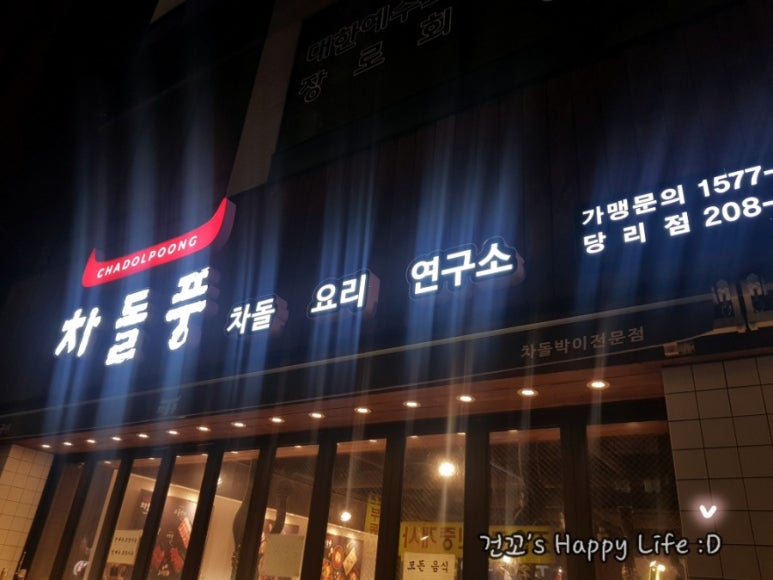 대한예수
장로회
CHADOLPOONG
차돌풍 차돌 요리 연구소
가맹문의 1577-
당리점 208-
차돌박이전문점
모든 음식
건꼬's Happy Life :D